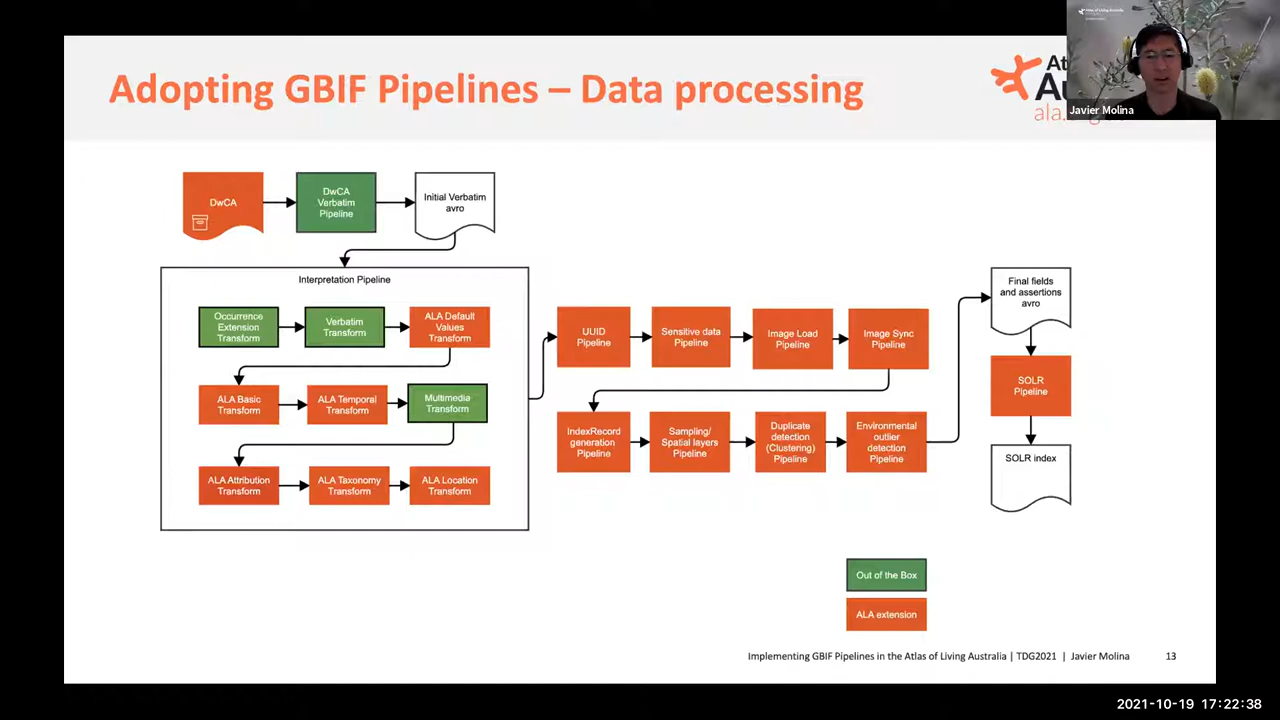 Adopting GBIF Pipelines – Data processing
Javier Molina
DwCA
DwCA
Verbatim
Pipeline
Initial Verbatim
avro
Interpretation Pipeline
Occurrence
Extension
Transform
Verbatim
Transform
ALA Default
Values
Transform
ALA Basic
Transform
ALA Temporal
Transform
Multimedia
Transform
ALA Attribution
Transform
ALA Taxonomy
Transform
ALA Location
Transform
UUID
Pipeline
Sensitive data
Pipeline
Image Load
Pipeline
Image Sync
Pipeline
IndexRecord
generation
Pipeline
Sampling/
Spatial layers
Pipeline
Duplicate
detection
(Clustering)
Pipeline
Environmental
outlier
detection
Pipeline
Final fields
and assertions
avro
SOLR
Pipeline
SOLR index
Out of the Box
ALA extension
Implementing GBIF Pipelines in the Atlas of Living Australia | TDG2021 | Javier Molina
13
2021-10-19 17:22:38